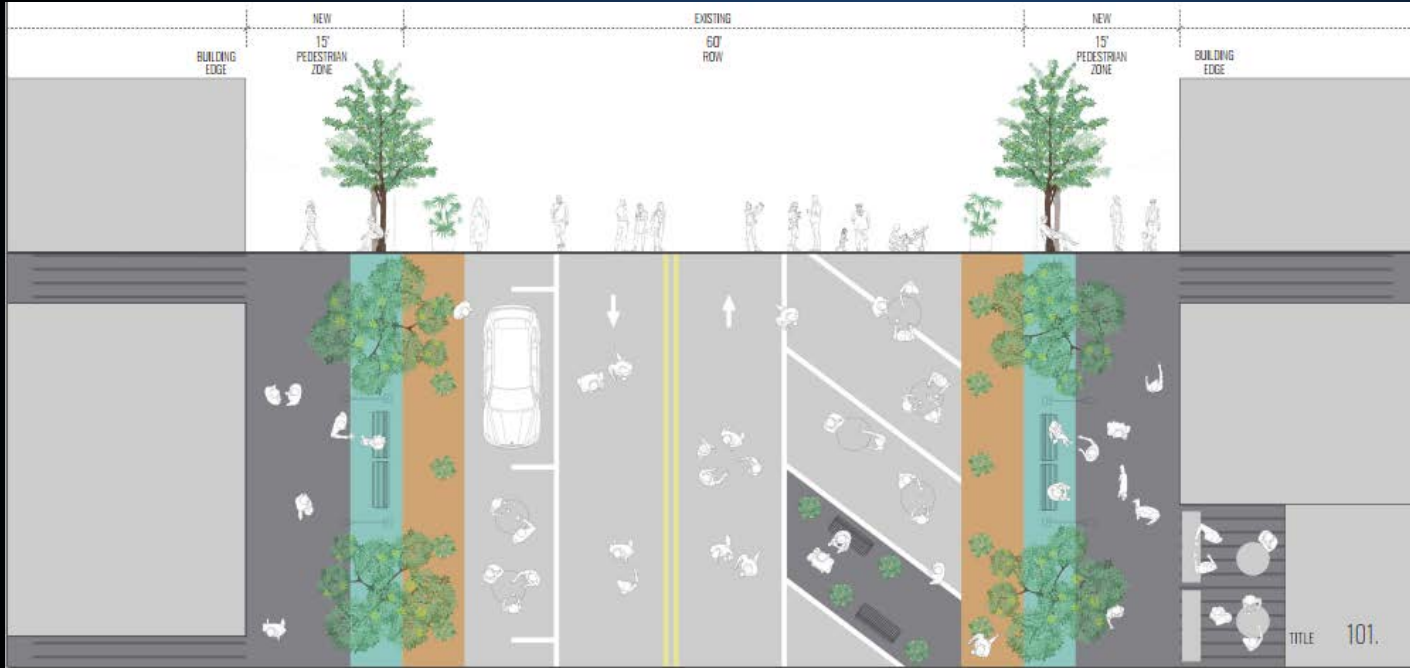 NEW
EXISTING
NEW
15'
PEDESTRIAN
ZONE
60'
ROW
15'
PEDESTRIAN
ZONE
BUILDING
EDGE
BUILDING
EDGE
TITLE 101.